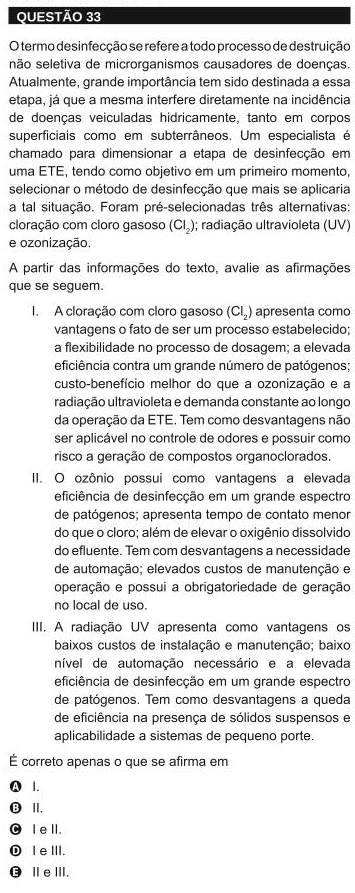 QUESTÃO 33
O termo desinfecção se refere a todo processo de destruição
não seletiva de microrganismos causadores de doenças.
Atualmente, grande importância tem sido destinada a essa
etapa, já que a mesma interfere diretamente na incidência
de doenças veiculadas hidricamente, tanto em corpos
superficiais como em subterrâneos. Um especialista é
chamado para dimensionar a etapa de desinfecção em
uma ETE, tendo como objetivo em um primeiro momento,
selecionar o método de desinfecção que mais se aplicaria
a tal situação. Foram pré-selecionadas três alternativas:
cloração com cloro gasoso (Cl₂); radiação ultravioleta (UV)
e ozonização.
A partir das informações do texto, avalie as afirmações
que se seguem.
I. A cloração com cloro gasoso (Cl₂) apresenta como
vantagens o fato de ser um processo estabelecido;
a flexibilidade no processo de dosagem; a elevada
eficiência contra um grande número de patógenos;
custo-benefício melhor do que a ozonização e a
radiação ultravioleta e demanda constante ao longo
da operação da ETE. Tem como desvantagens não
ser aplicável no controle de odores e possuir como
risco a geração de compostos organoclorados.
II. O ozônio possui como vantagens a elevada
eficiência de desinfecção em um grande espectro
de patógenos; apresenta tempo de contato menor
do que o cloro; além de elevar o oxigênio dissolvido
do efluente. Tem com desvantagens a necessidade
de automação; elevados custos de manutenção e
operação e possui a obrigatoriedade de geração
no local de uso.
III. A radiação UV apresenta como vantagens os
baixos custos de instalação e manutenção; baixo
nível de automação necessário e a elevada
eficiência de desinfecção em um grande espectro
de patógenos. Tem como desvantagens a queda
de eficiência na presença de sólidos suspensos e
aplicabilidade a sistemas de pequeno porte.
É correto apenas o que se afirma em
A I.
B II.
C I e II.
D I e III.
E II e III.